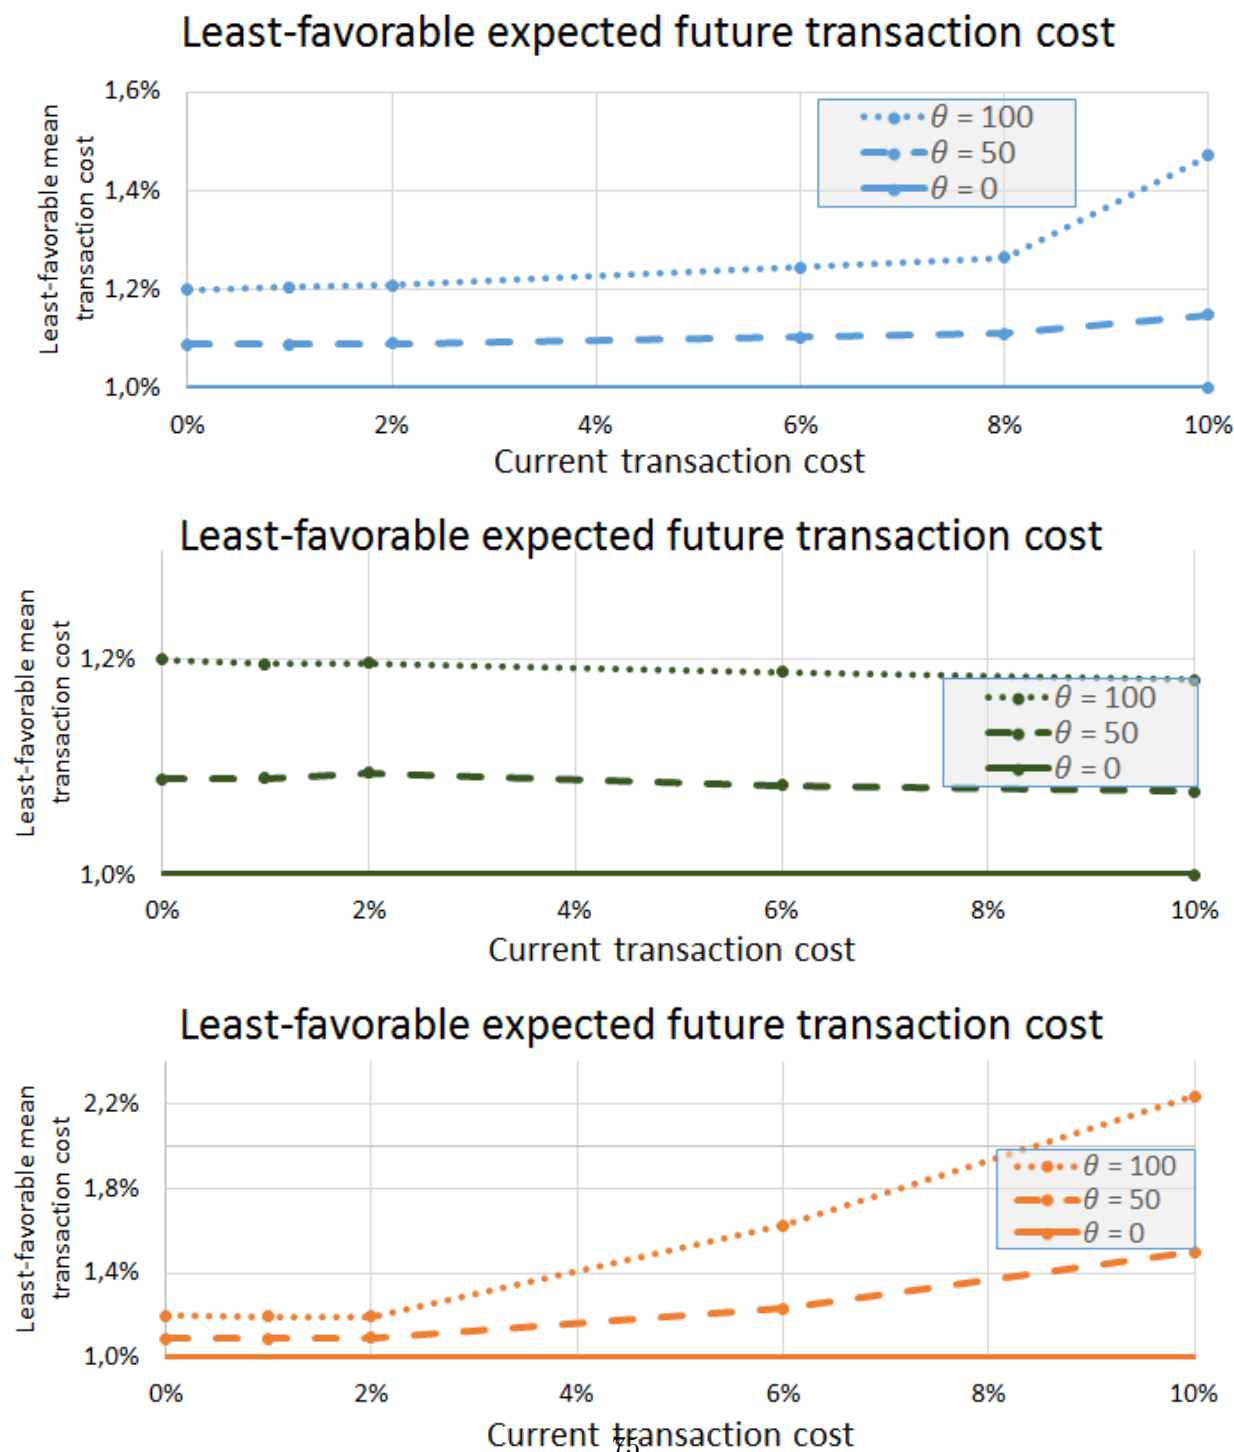 Least-favorable expected future transaction cost
Least-favorable mean
transaction cost
1,6%
1,4%
1,2%
1,0%
θ = 100
θ = 50
θ = 0
0% 2% 4% 6% 8% 10%
Current transaction cost
Least-favorable expected future transaction cost
Least-favorable mean
transaction cost
1,2%
1,0%
θ = 100
θ = 50
θ = 0
0% 2% 4% 6% 8% 10%
Current transaction cost
Least-favorable expected future transaction cost
Least-favorable mean
transaction cost
2,2%
1,8%
1,4%
1,0%
θ = 100
θ = 50
θ = 0
0% 2% 4% 6% 8% 10%
Current transaction cost
75